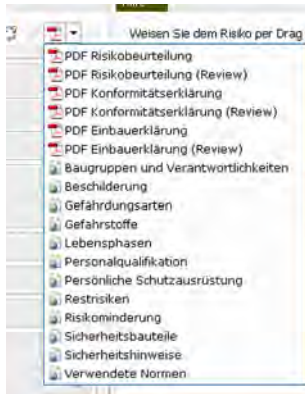 Weisen Sie dem Risiko per Drag
PDF Risikobeurteilung
PDF Risikobeurteilung (Review)
PDF Konformitätserklärung
PDF Konformitätserklärung (Review)
PDF Einbauerklärung
PDF Einbauerklärung (Review)
Baugruppen und Verantwortlichkeiten
Beschilderung
Gefährdungsarten
Gefahrstoffe
Lebensphasen
Personalqualifikation
Persönliche Schutzausrüstung
Restrisiken
Risikominderung
Sicherheitsbauteile
Sicherheitshinweise
Verwendete Normen